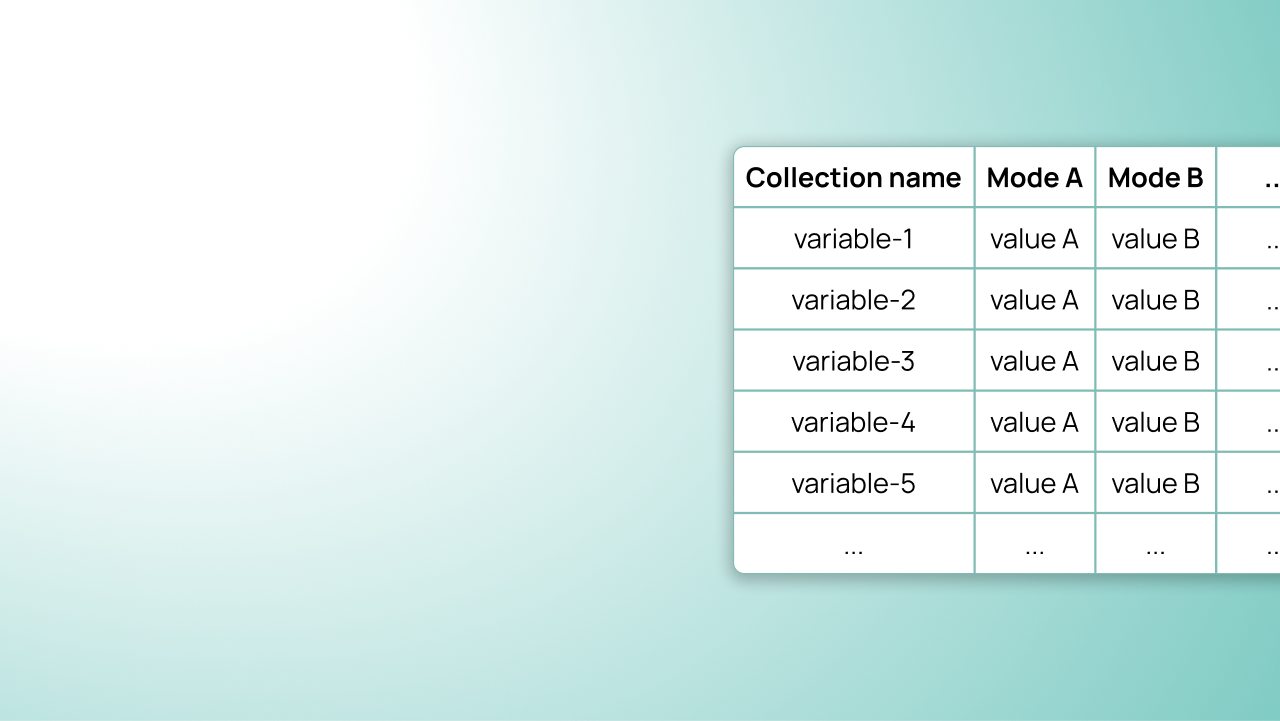 Collection name Mode A Mode B ..
variable-1 value A value B ..
variable-2 value A value B ..
variable-3 value A value B ..
variable-4 value A value B ..
variable-5 value A value B ..
... ... ... ..